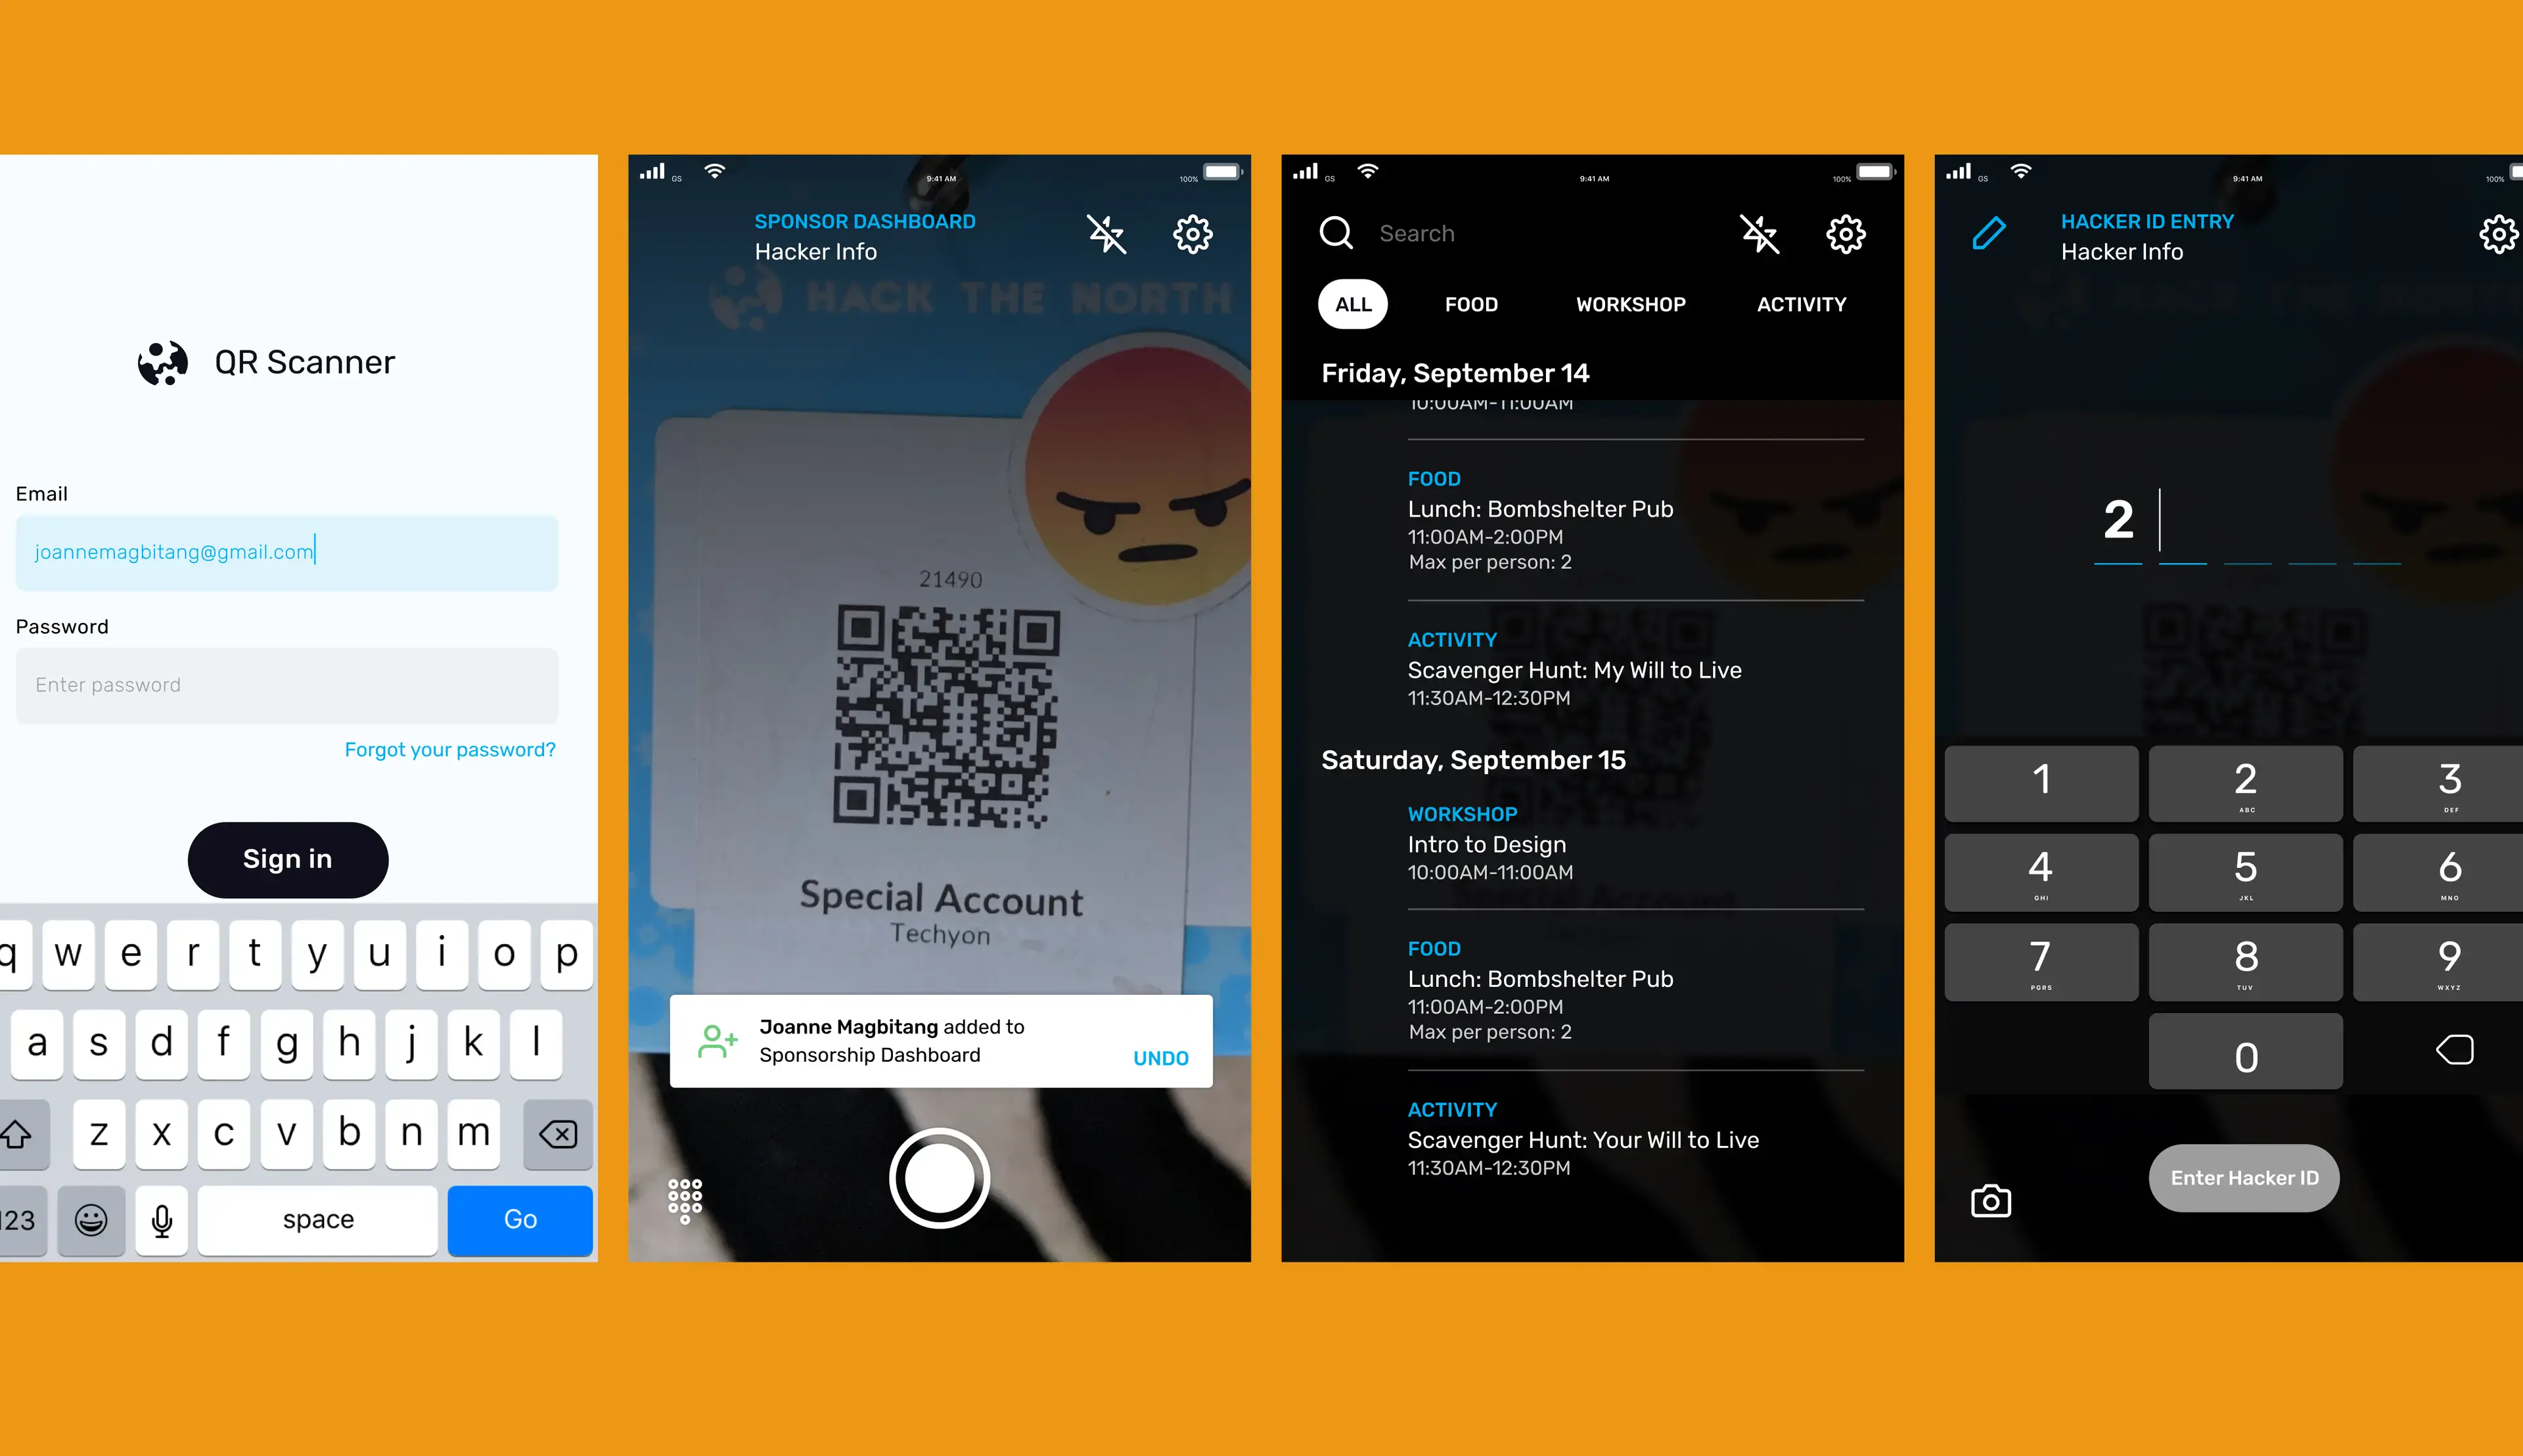 QR Scanner
Email
joannemagbitang@gmail.com
Password
Enter password
Forgot your password?
Sign in
q w e r t y u i o p
a s d f g h j k l
z x c v b n m
123 space Go
GS 9:41 AM 100%
SPONSOR DASHBOARD
Hacker Info
HACK THE NORTH
21490
Special Account
Techyon
Joanne Magbitang added to
Sponsorship Dashboard
UNDO
GS 9:41 AM 100%
Search
ALL FOOD WORKSHOP ACTIVITY
Friday, September 14
10:00AM-11:00AM
FOOD
Lunch: Bombshelter Pub
11:00AM-2:00PM
Max per person: 2
ACTIVITY
Scavenger Hunt: My Will to Live
11:30AM-12:30PM
Saturday, September 15
WORKSHOP
Intro to Design
10:00AM-11:00AM
FOOD
Lunch: Bombshelter Pub
11:00AM-2:00PM
Max per person: 2
ACTIVITY
Scavenger Hunt: Your Will to Live
11:30AM-12:30PM
GS 9:41 AM 100%
HACKER ID ENTRY
Hacker Info
2
1 2 3
ABC DEF
4 5 6
GHI JKL MNO
7 8 9
PGRS TUV WXYZ
0
Enter Hacker ID